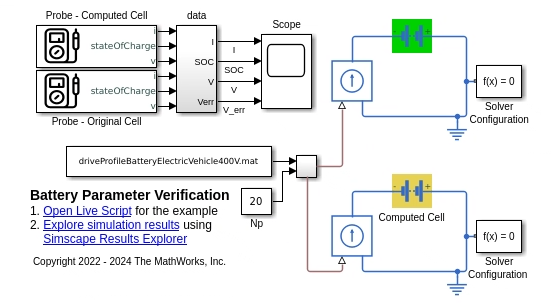 Probe - Computed Cell
i
stateOfCharge
v
i
stateOfCharge
v
Probe - Original Cell
data
I
SOC
V
Verr
I
SOC
V
V_err
Scope
- +
f(x) = 0
Solver
Configuration
driveProfileBatteryElectricVehicle400V.mat
20
Np
- +
Computed Cell
f(x) = 0
Solver
Configuration
Battery Parameter Verification
1. Open Live Script for the example
2. Explore simulation results using
Simscape Results Explorer
Copyright 2022 - 2024 The MathWorks, Inc.